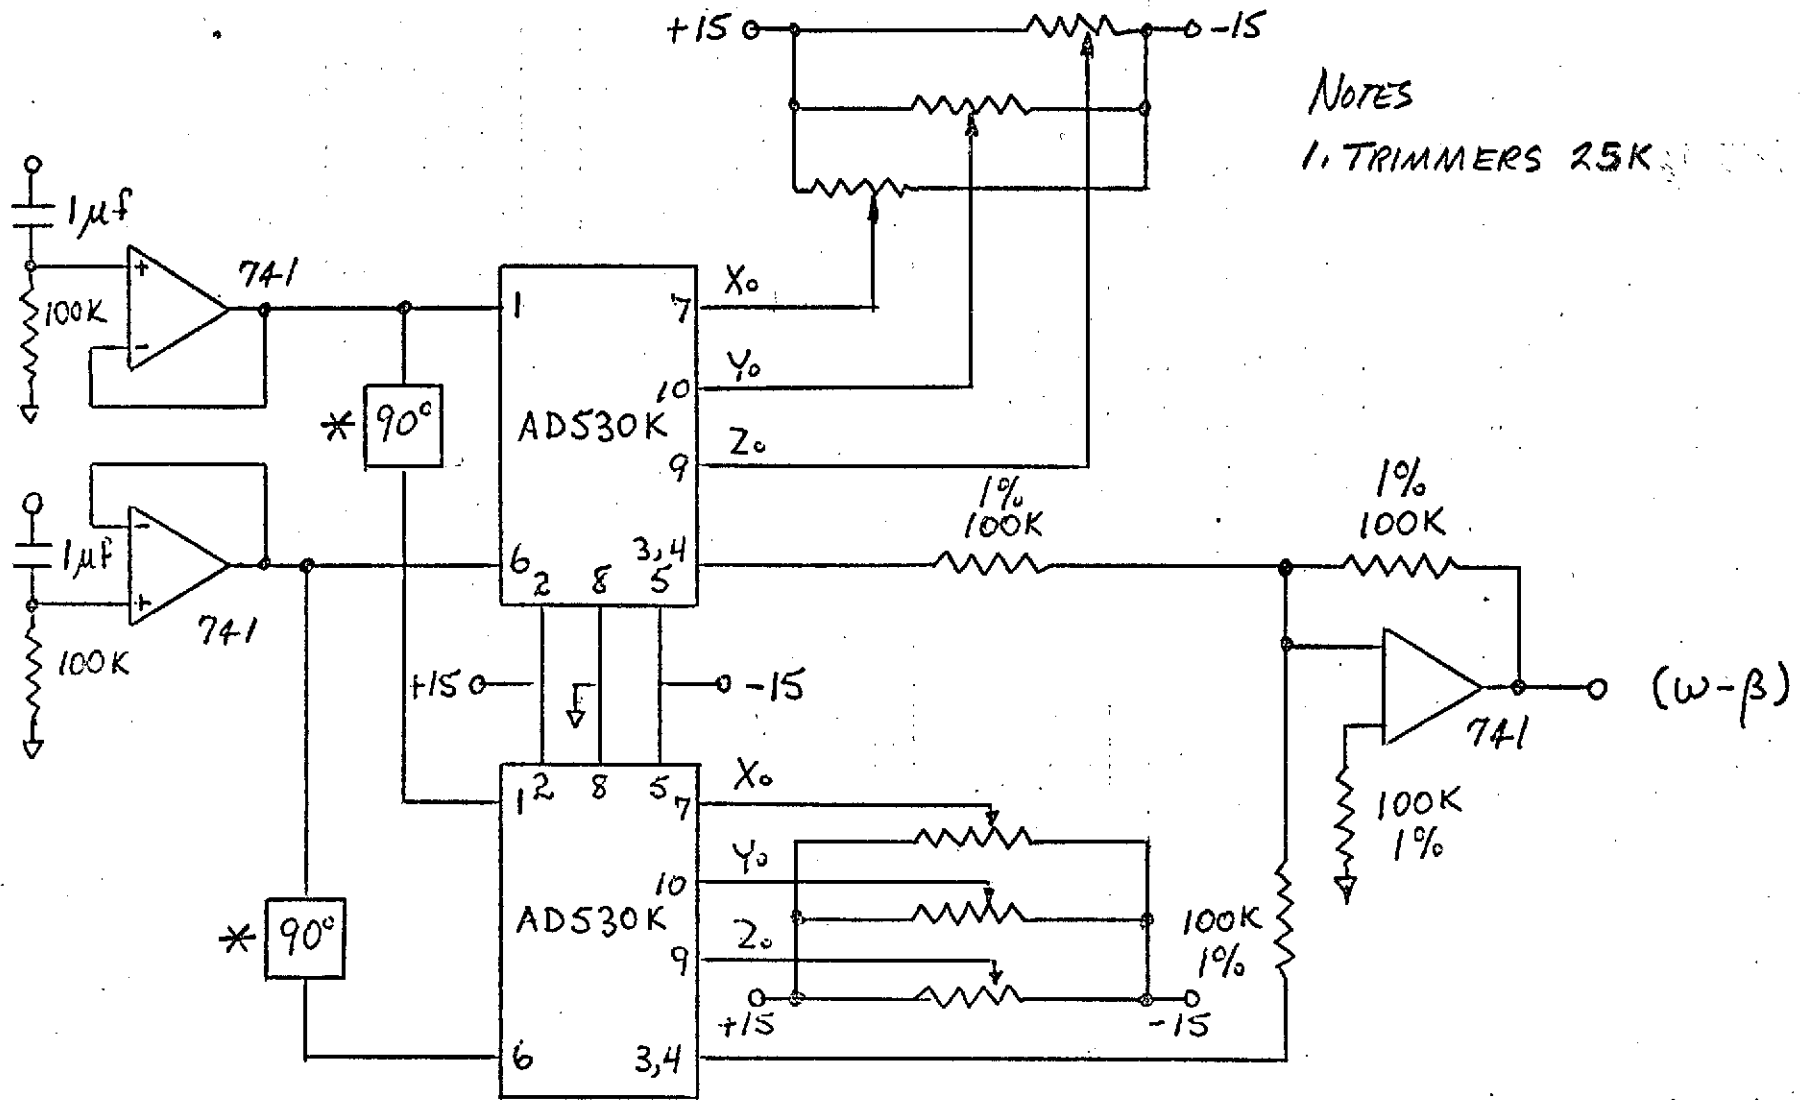 +15
-15
NOTES
1. TRIMMERS 25K
1µf
+
741
100K
-
1
7
X₀
10
Y₀
* 90°
AD530K
9
Z₀
1%
100K
1%
100K
-
1µf
+
741
100K
6
2
8
3,4
5
+15
-15
(ω-β)
741
100K
1%
1
2
8
5
7
X₀
10
Y₀
AD530K
9
Z₀
* 90°
100K
1%
+15
-15
6
3,4